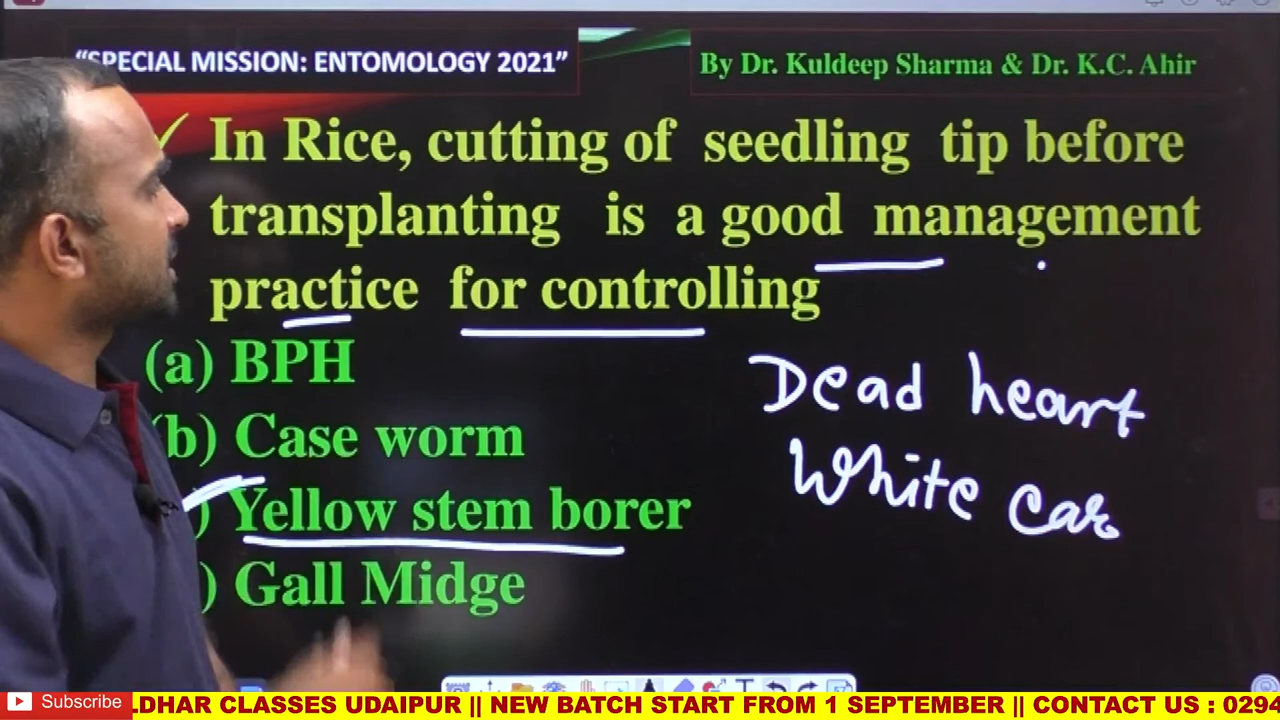 “SPECIAL MISSION: ENTOMOLOGY 2021”
By Dr. Kuldeep Sharma & Dr. K.C. Ahir
✓ In Rice, cutting of seedling tip before
transplanting is a good management
practice for controlling
(a) BPH
(b) Case worm
) Yellow stem borer
) Gall Midge
Dead heart
White ear
Subscribe
LDHAR CLASSES UDAIPUR || NEW BATCH START FROM 1 SEPTEMBER || CONTACT US : 0294